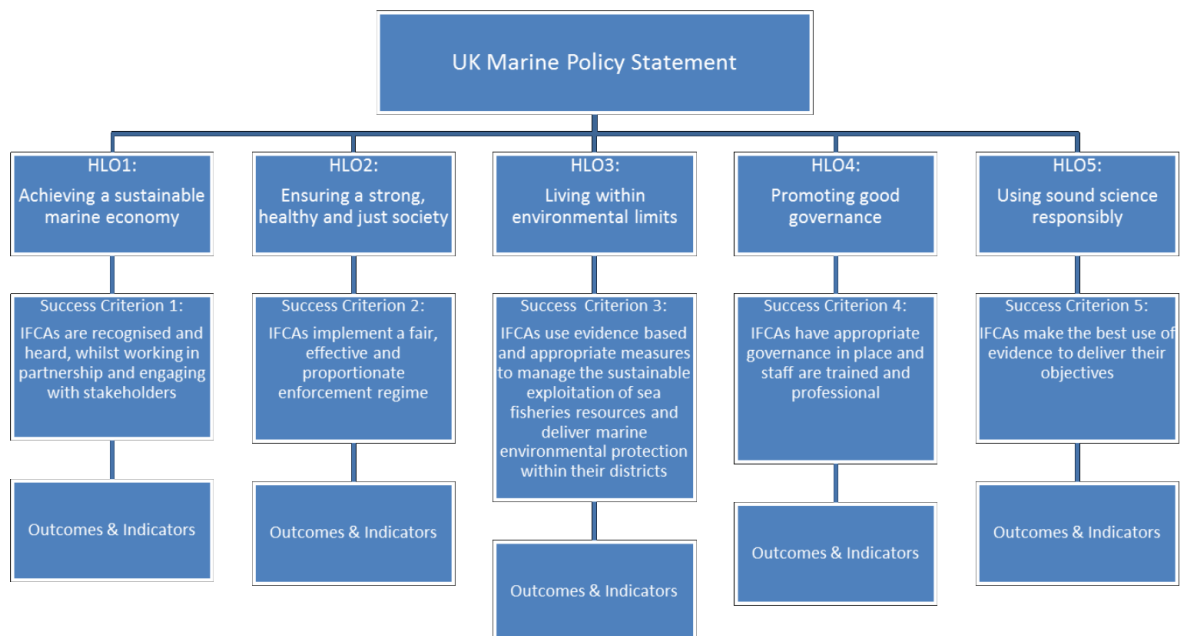 UK Marine Policy Statement
HLO1:
Achieving a sustainable
marine economy
HLO2:
Ensuring a strong,
healthy and just society
HLO3:
Living within
environmental limits
HLO4:
Promoting good
governance
HLO5:
Using sound science
responsibly
Success Criterion 1:
IFCAs are recognised and
heard, whilst working in
partnership and engaging
with stakeholders
Success Criterion 2:
IFCAs implement a fair,
effective and
proportionate
enforcement regime
Success Criterion 3:
IFCAs use evidence based
and appropriate measures
to manage the sustainable
exploitation of sea
fisheries resources and
deliver marine
environmental protection
within their districts
Success Criterion 4:
IFCAs have appropriate
governance in place and
staff are trained and
professional
Success Criterion 5:
IFCAs make the best use of
evidence to deliver their
objectives
Outcomes & Indicators
Outcomes & Indicators
Outcomes & Indicators
Outcomes & Indicators
Outcomes & Indicators